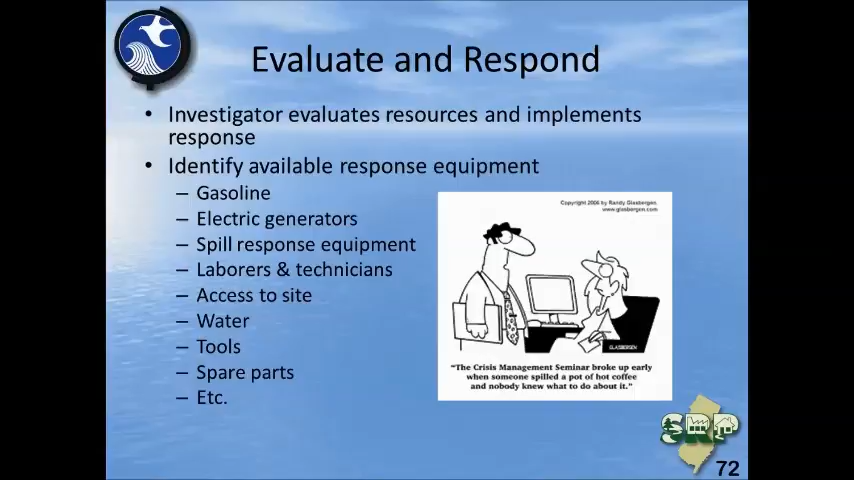 Evaluate and Respond
• Investigator evaluates resources and implements
response
• Identify available response equipment
– Gasoline
– Electric generators
– Spill response equipment
– Laborers & technicians
– Access to site
– Water
– Tools
– Spare parts
– Etc.
Copyright 2006 by Randy Glasbergen.
www.glasbergen.com
GLASBERGEN
"The Crisis Management Seminar broke up early
when someone spilled a pot of hot coffee
and nobody knew what to do about it."
SRP
72